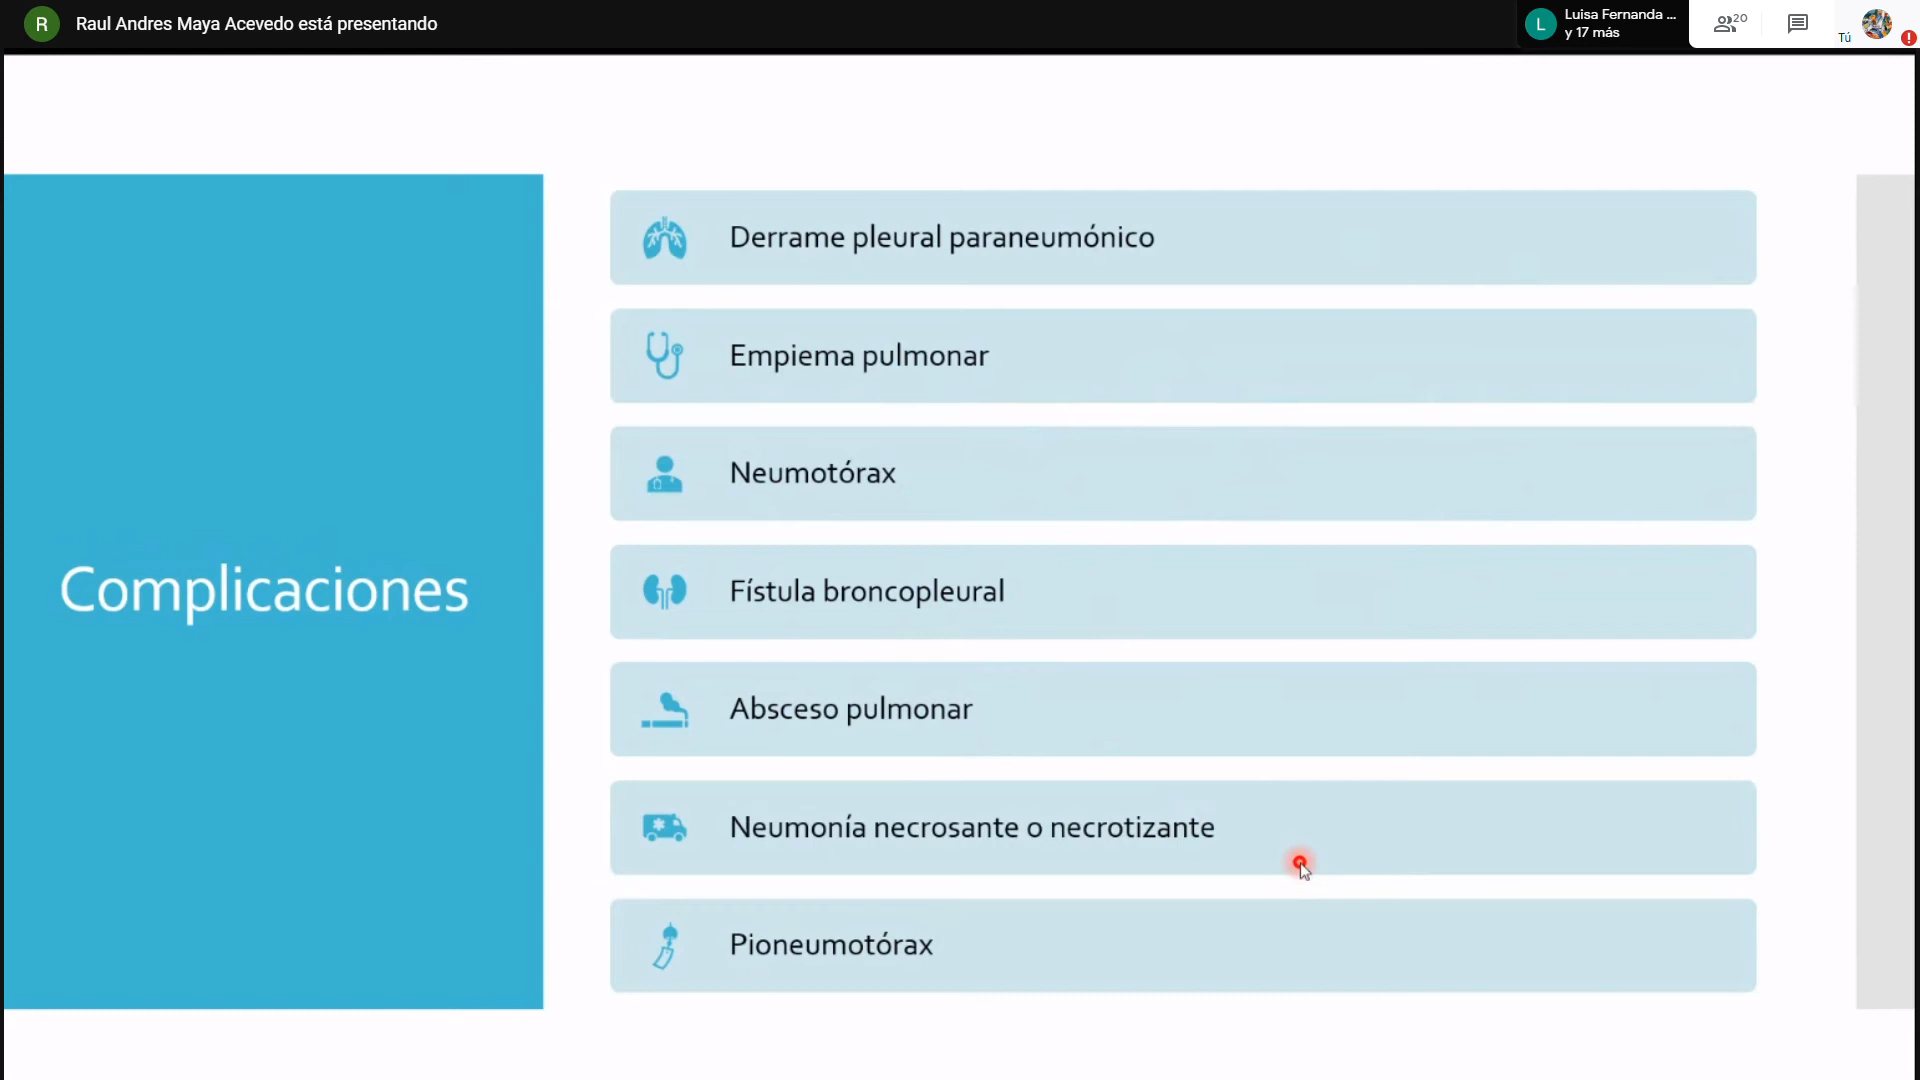 R
Raul Andres Maya Acevedo está presentando
L
Luisa Fernanda ...
y 17 más
20
Tú
Derrame pleural paraneumónico
Empiema pulmonar
Neumotórax
Fístula broncopleural
Complicaciones
Absceso pulmonar
Neumonía necrosante o necrotizante
Pioneumotórax